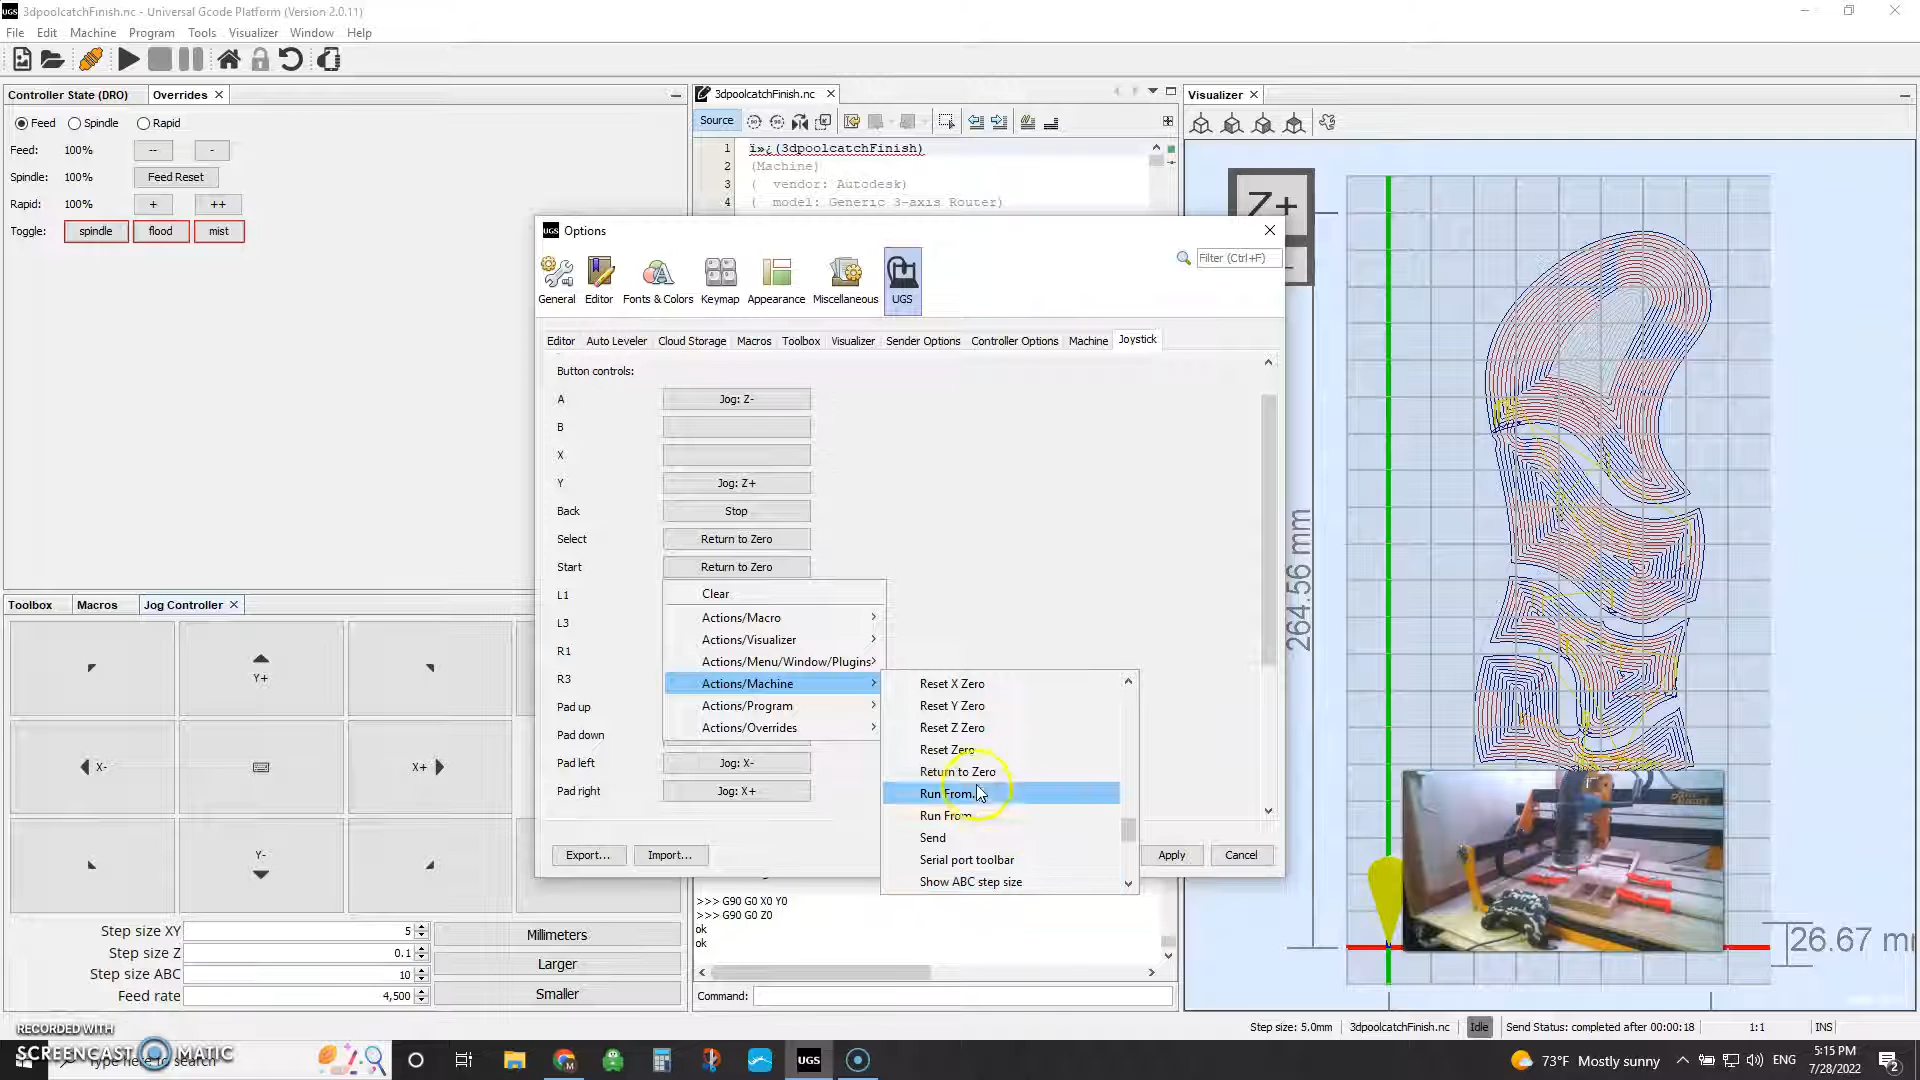 UGS 3dpoolcatchFinish.nc - Universal Gcode Platform (Version 2.0.11)
File Edit Machine Program Tools Visualizer Window Help
Controller State (DRO) Overrides
3dpoolcatchFinish.nc
Visualizer
Feed Spindle Rapid
Source
Feed: 100% -- -
Spindle: 100% Feed Reset
Rapid: 100% + ++
Toggle: spindle flood mist
1 ï»¿(3dpoolcatchFinish)
2 (Machine)
3 ( vendor: Autodesk)
4 ( model: Generic 3-axis Router)
Z+
UGS Options
Filter (Ctrl+F)
General Editor Fonts & Colors Keymap Appearance Miscellaneous UGS
Editor Auto Leveler Cloud Storage Macros Toolbox Visualizer Sender Options Controller Options Machine Joystick
Button controls:
A Jog: Z-
B
X
Y Jog: Z+
Back Stop
Select Return to Zero
Start Return to Zero
L1
L3
R1
R3
Pad up
Pad down
Pad left Jog: X-
Pad right Jog: X+
Clear
Actions/Macro
Actions/Visualizer
Actions/Menu/Window/Plugins
Actions/Machine
Actions/Program
Actions/Overrides
Reset X Zero
Reset Y Zero
Reset Z Zero
Reset Zero
Return to Zero
Run From...
Run From...
Send
Serial port toolbar
Show ABC step size
Export... Import... Apply Cancel
264.56 mm
26.67 m
Toolbox Macros Jog Controller
Y+
X- X+
Y-
Step size XY 5 Millimeters
Step size Z 0.1
Step size ABC 10 Larger
Feed rate 4,500 Smaller
>>> G90 G0 X0 Y0
>>> G90 G0 Z0
ok
ok
Command:
Step size: 5.0mm 3dpoolcatchFinish.nc Idle Send Status: completed after 00:00:18 1:1 INS
RECORDED WITH
SCREENCAST MATIC
Type here to search
UGS
73°F Mostly sunny ENG
5:15 PM
7/28/2022
2